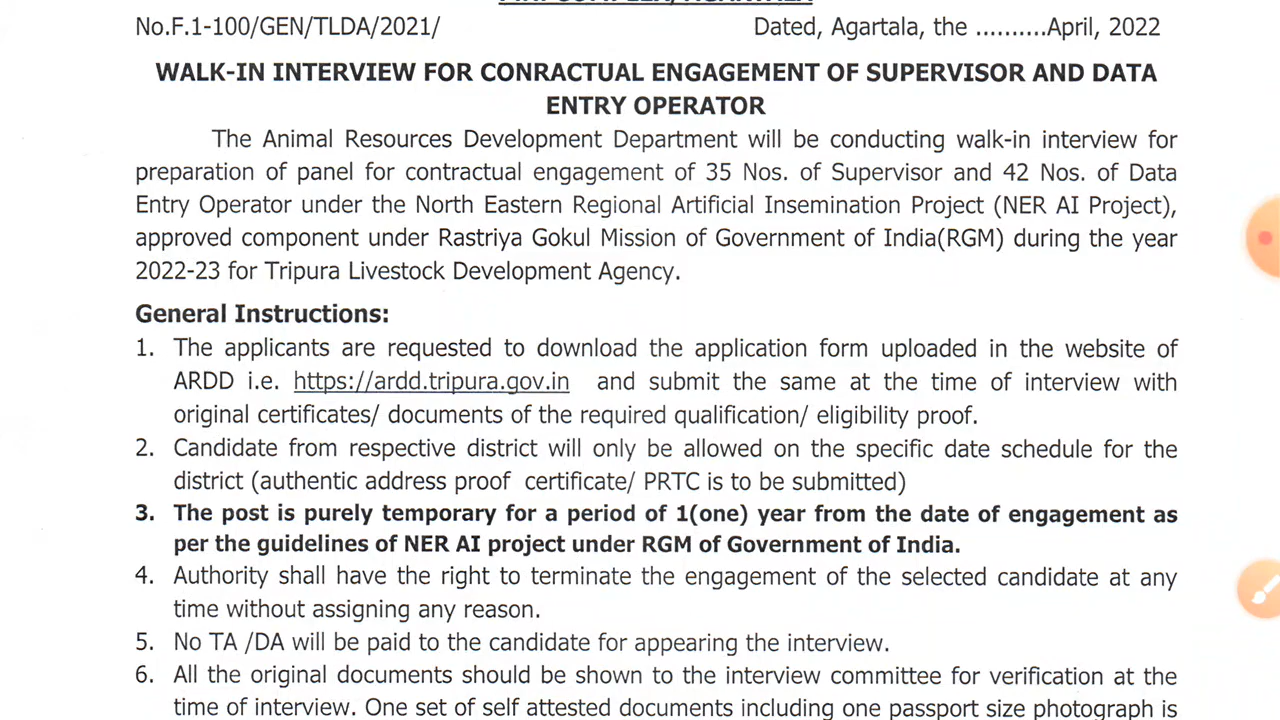 No.F.1-100/GEN/TLDA/2021/ Dated, Agartala, the ..........April, 2022
WALK-IN INTERVIEW FOR CONRACTUAL ENGAGEMENT OF SUPERVISOR AND DATA
ENTRY OPERATOR
The Animal Resources Development Department will be conducting walk-in interview for
preparation of panel for contractual engagement of 35 Nos. of Supervisor and 42 Nos. of Data
Entry Operator under the North Eastern Regional Artificial Insemination Project (NER AI Project),
approved component under Rastriya Gokul Mission of Government of India(RGM) during the year
2022-23 for Tripura Livestock Development Agency.
General Instructions:
1. The applicants are requested to download the application form uploaded in the website of
ARDD i.e. https://ardd.tripura.gov.in and submit the same at the time of interview with
original certificates/ documents of the required qualification/ eligibility proof.
2. Candidate from respective district will only be allowed on the specific date schedule for the
district (authentic address proof certificate/ PRTC is to be submitted)
3. The post is purely temporary for a period of 1(one) year from the date of engagement as
per the guidelines of NER AI project under RGM of Government of India.
4. Authority shall have the right to terminate the engagement of the selected candidate at any
time without assigning any reason.
5. No TA /DA will be paid to the candidate for appearing the interview.
6. All the original documents should be shown to the interview committee for verification at the
time of interview. One set of self attested documents including one passport size photograph is